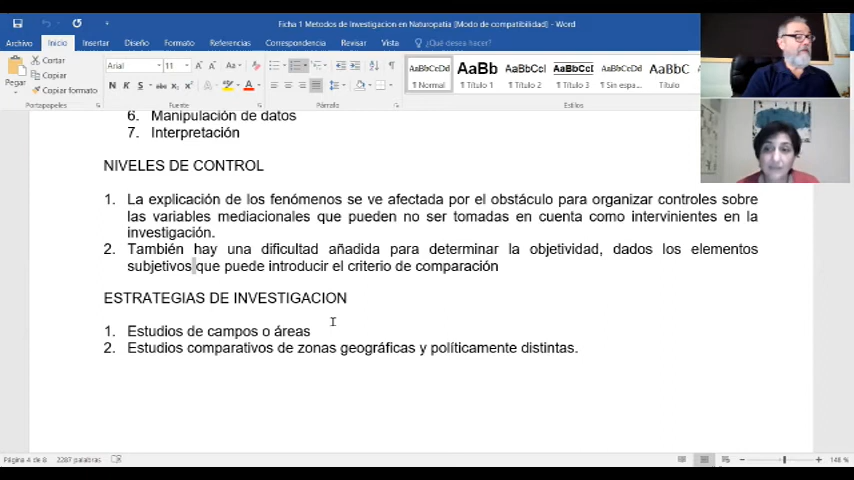 Ficha 1 Metodos de Investigacion en Naturopatía [Modo de compatibilidad] - Word
Archivo Inicio Insertar Diseño Formato Referencias Correspondencia Revisar Vista ¿Qué desea hacer?
Pegar
Cortar
Copiar
Copiar formato
Portapapeles
Arial 11
N K S abc x₂ x² A
Fuente
Párrafo
AaBbCcDd AaBb AaBbCcI AaBbCc AaBbCcDd AaBbC
¶ Normal Título 1 Título 2 Título 3 Sin espa... Título
Estilos
6. Manipulación de datos
7. Interpretación
NIVELES DE CONTROL
1. La explicación de los fenómenos se ve afectada por el obstáculo para organizar controles sobre
las variables mediacionales que pueden no ser tomadas en cuenta como intervinientes en la
investigación.
2. También hay una dificultad añadida para determinar la objetividad, dados los elementos
subjetivos que puede introducir el criterio de comparación
ESTRATEGIAS DE INVESTIGACION
1. Estudios de campos o áreas
2. Estudios comparativos de zonas geográficas y políticamente distintas.
Página 4 de 8 2287 palabras
148 %